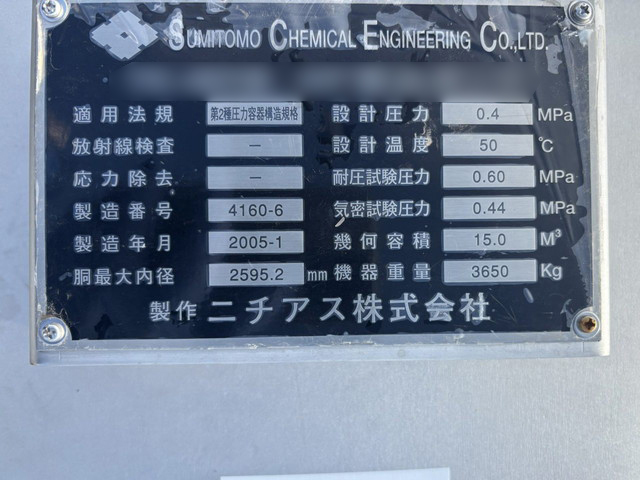 SUMITOMO CHEMICAL ENGINEERING CO.,LTD.
適用法規 第2種圧力容器構造規格 設計圧力 0.4 MPa
放射線検査 － 設計温度 50 ℃
応力除去 － 耐圧試験圧力 0.60 MPa
製造番号 4160-6 気密試験圧力 0.44 MPa
製造年月 2005-1 幾何容積 15.0 M³
胴最大内径 2595.2 mm 機器重量 3650 Kg
製作 ニチアス株式会社